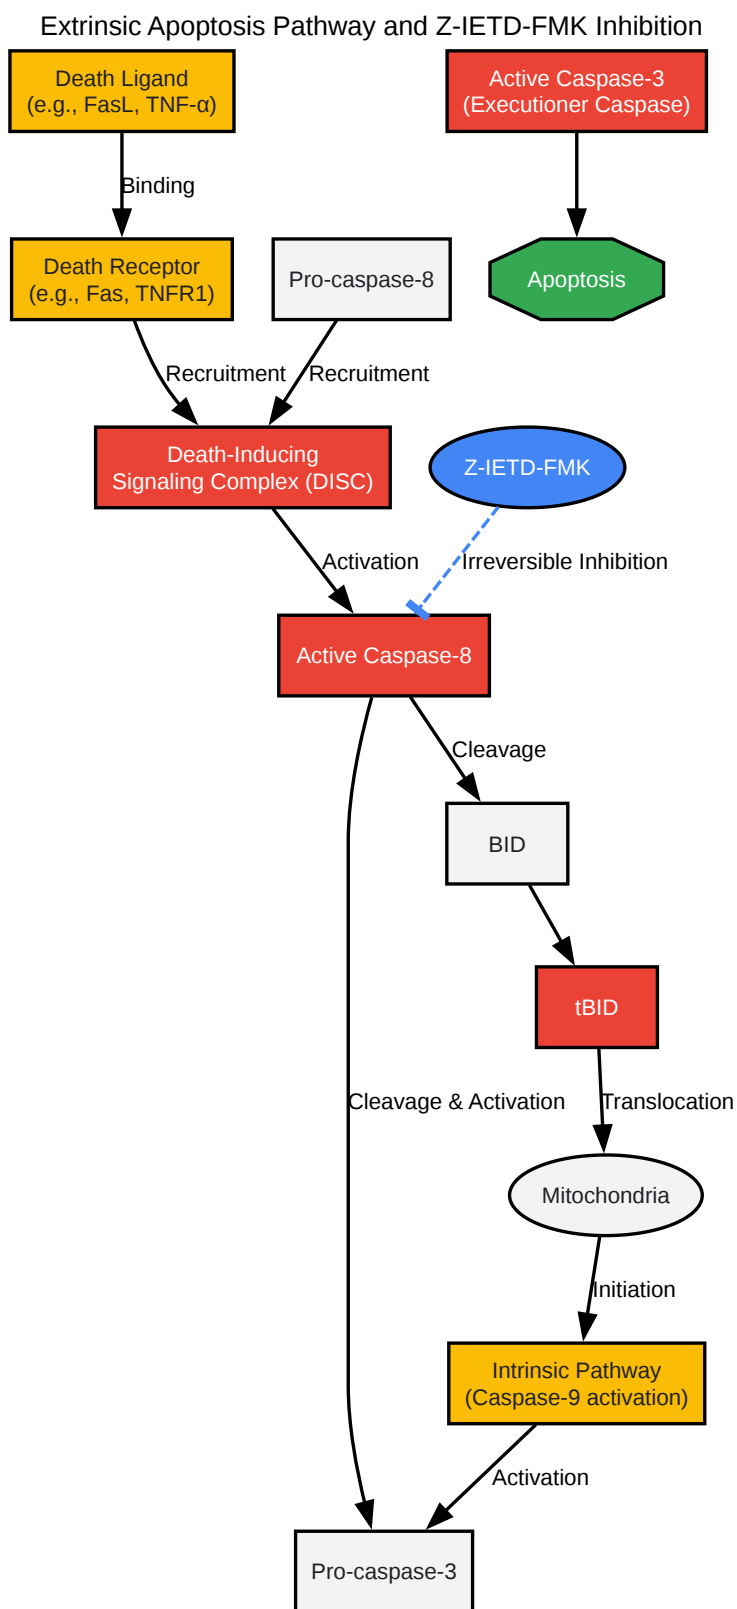 Extrinsic Apoptosis Pathway and Z-IETD-FMK Inhibition
Death Ligand
(e.g., FasL, TNF-α)
Active Caspase-3
(Executioner Caspase)
Binding
Death Receptor
(e.g., Fas, TNFR1)
Pro-caspase-8
Apoptosis
Recruitment
Recruitment
Death-Inducing
Signaling Complex (DISC)
Z-IETD-FMK
Activation
Irreversible Inhibition
Active Caspase-8
Cleavage
BID
tBID
Cleavage & Activation
Translocation
Mitochondria
Initiation
Intrinsic Pathway
(Caspase-9 activation)
Activation
Pro-caspase-3